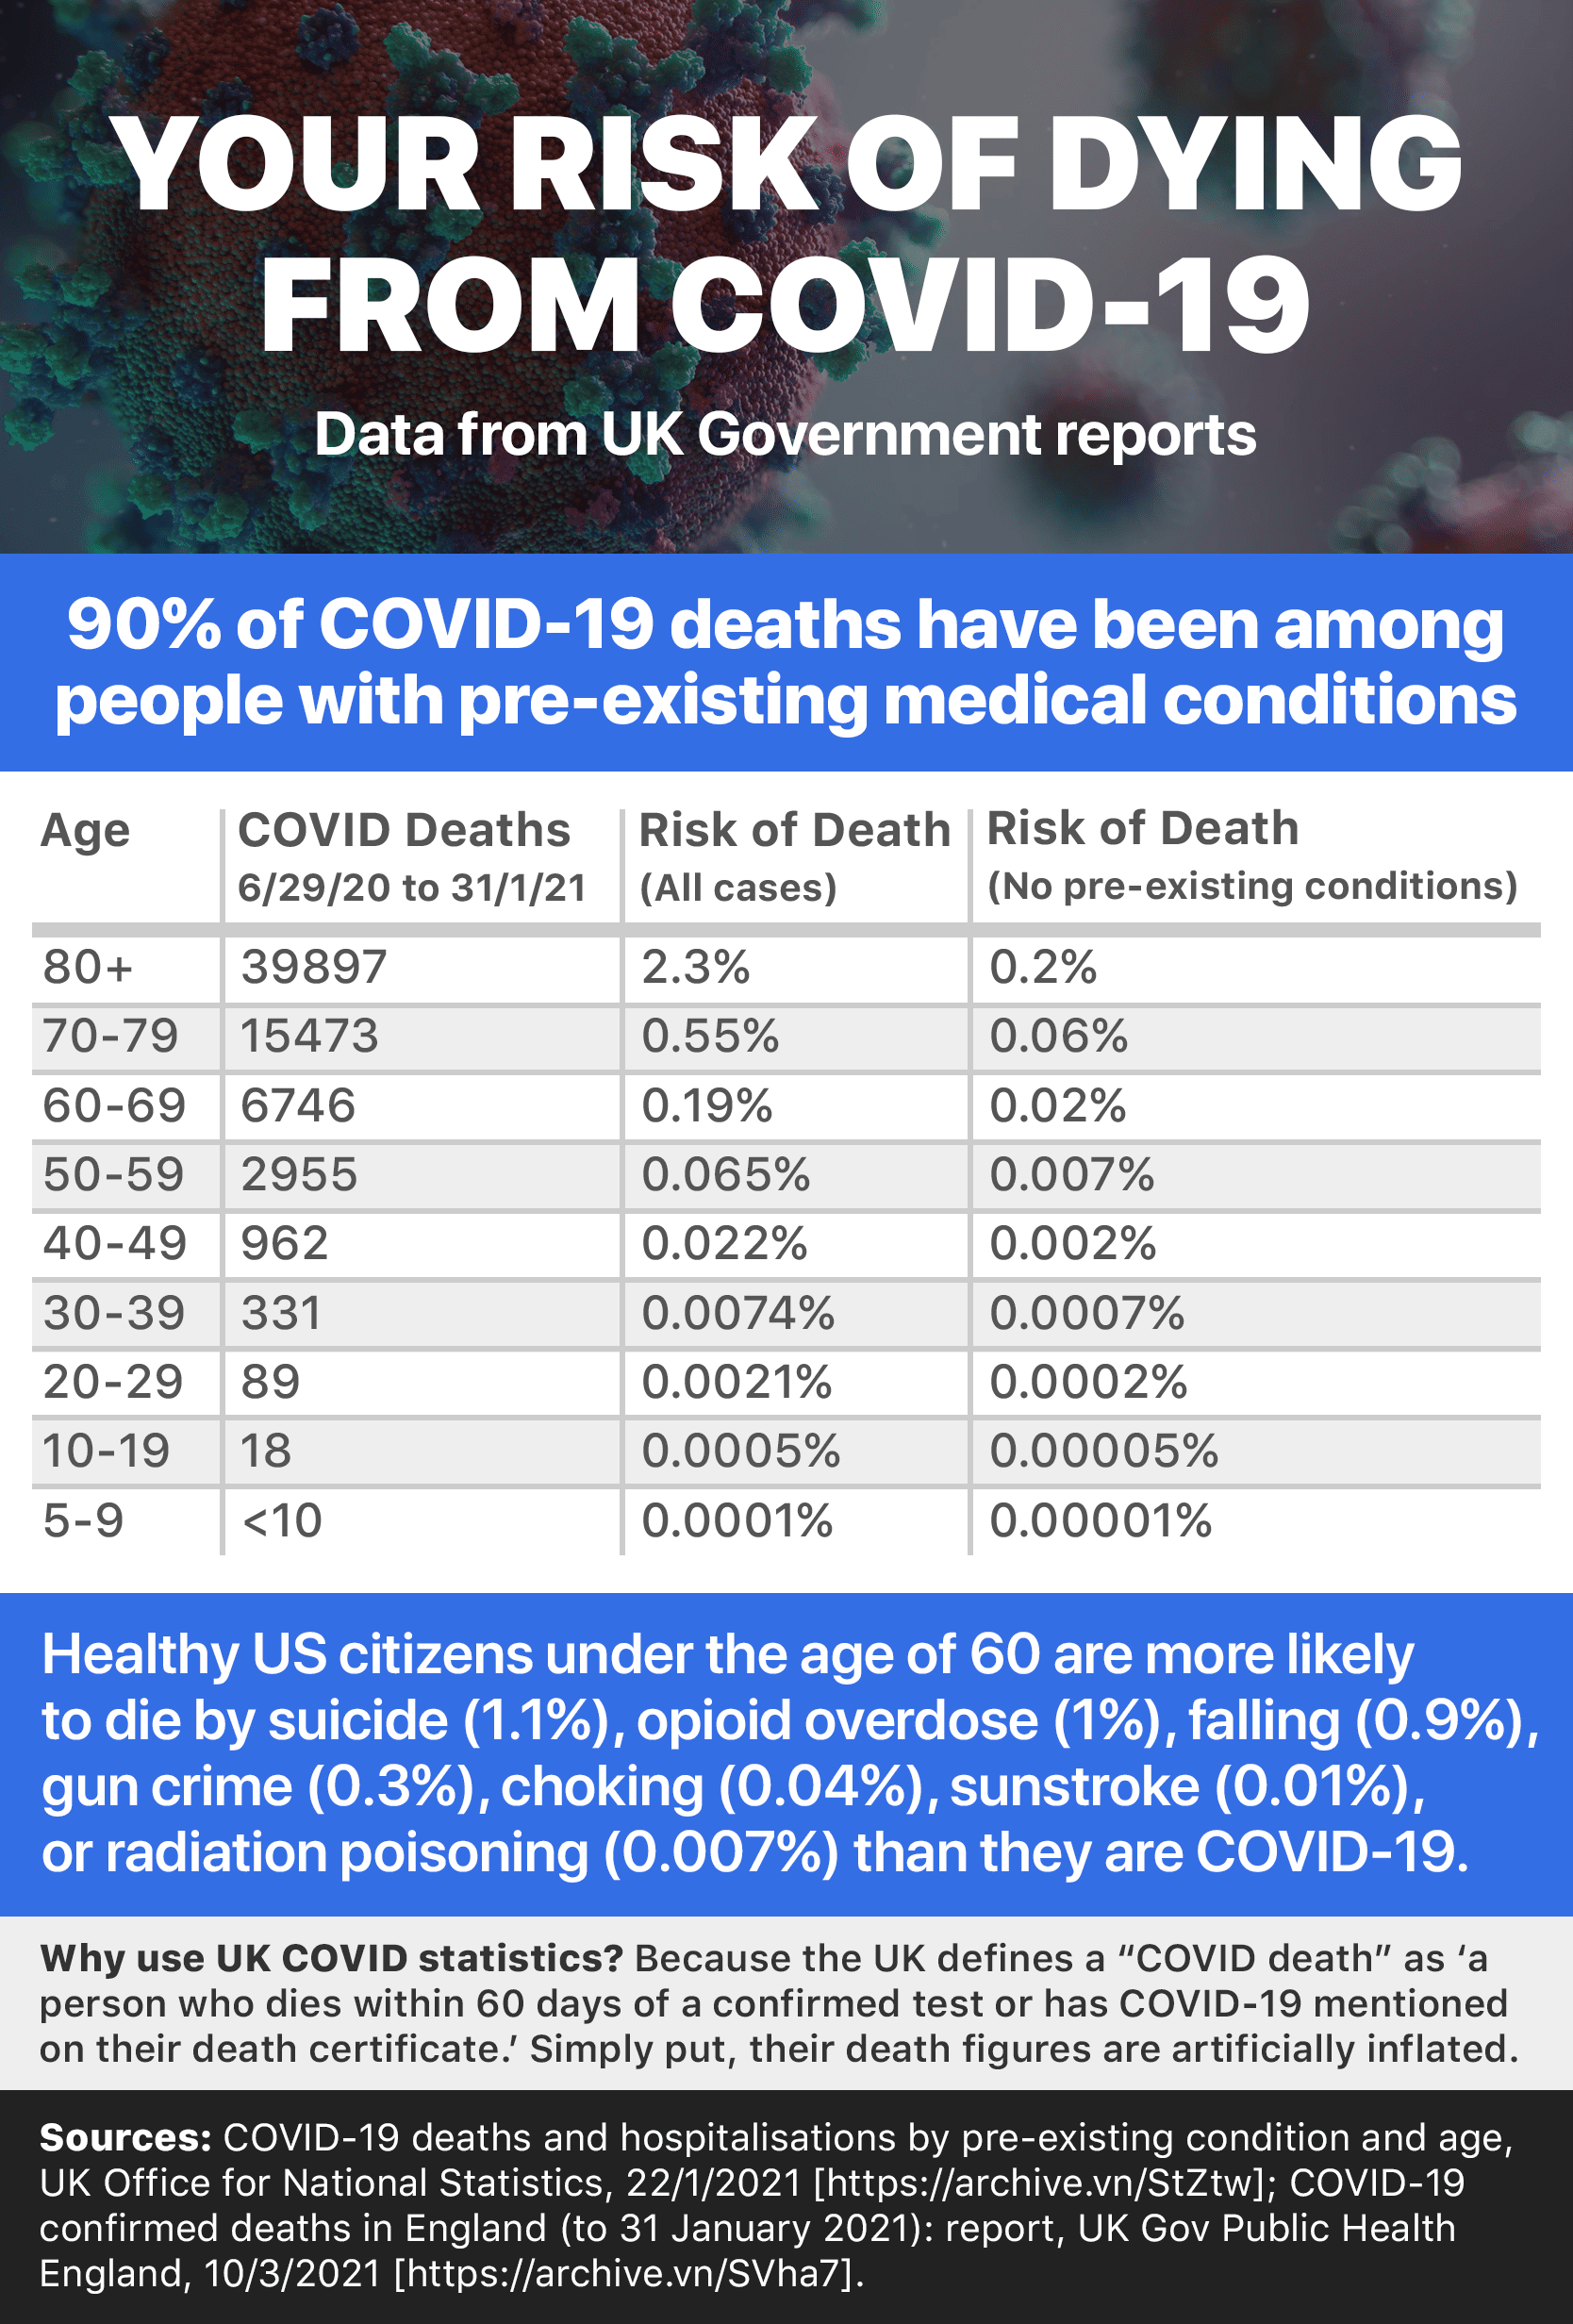 YOUR RISK OF DYING
FROM COVID-19
Data from UK Government reports
90% of COVID-19 deaths have been among
people with pre-existing medical conditions
Age COVID Deaths Risk of Death Risk of Death
6/29/20 to 31/1/21 (All cases) (No pre-existing conditions)
80+ 39897 2.3% 0.2%
70-79 15473 0.55% 0.06%
60-69 6746 0.19% 0.02%
50-59 2955 0.065% 0.007%
40-49 962 0.022% 0.002%
30-39 331 0.0074% 0.0007%
20-29 89 0.0021% 0.0002%
10-19 18 0.0005% 0.00005%
5-9 <10 0.0001% 0.00001%
Healthy US citizens under the age of 60 are more likely
to die by suicide (1.1%), opioid overdose (1%), falling (0.9%),
gun crime (0.3%), choking (0.04%), sunstroke (0.01%),
or radiation poisoning (0.007%) than they are COVID-19.
Why use UK COVID statistics? Because the UK defines a “COVID death” as ‘a
person who dies within 60 days of a confirmed test or has COVID-19 mentioned
on their death certificate.’ Simply put, their death figures are artificially inflated.
Sources: COVID-19 deaths and hospitalisations by pre-existing condition and age,
UK Office for National Statistics, 22/1/2021 [https://archive.vn/StZtw]; COVID-19
confirmed deaths in England (to 31 January 2021): report, UK Gov Public Health
England, 10/3/2021 [https://archive.vn/SVha7].